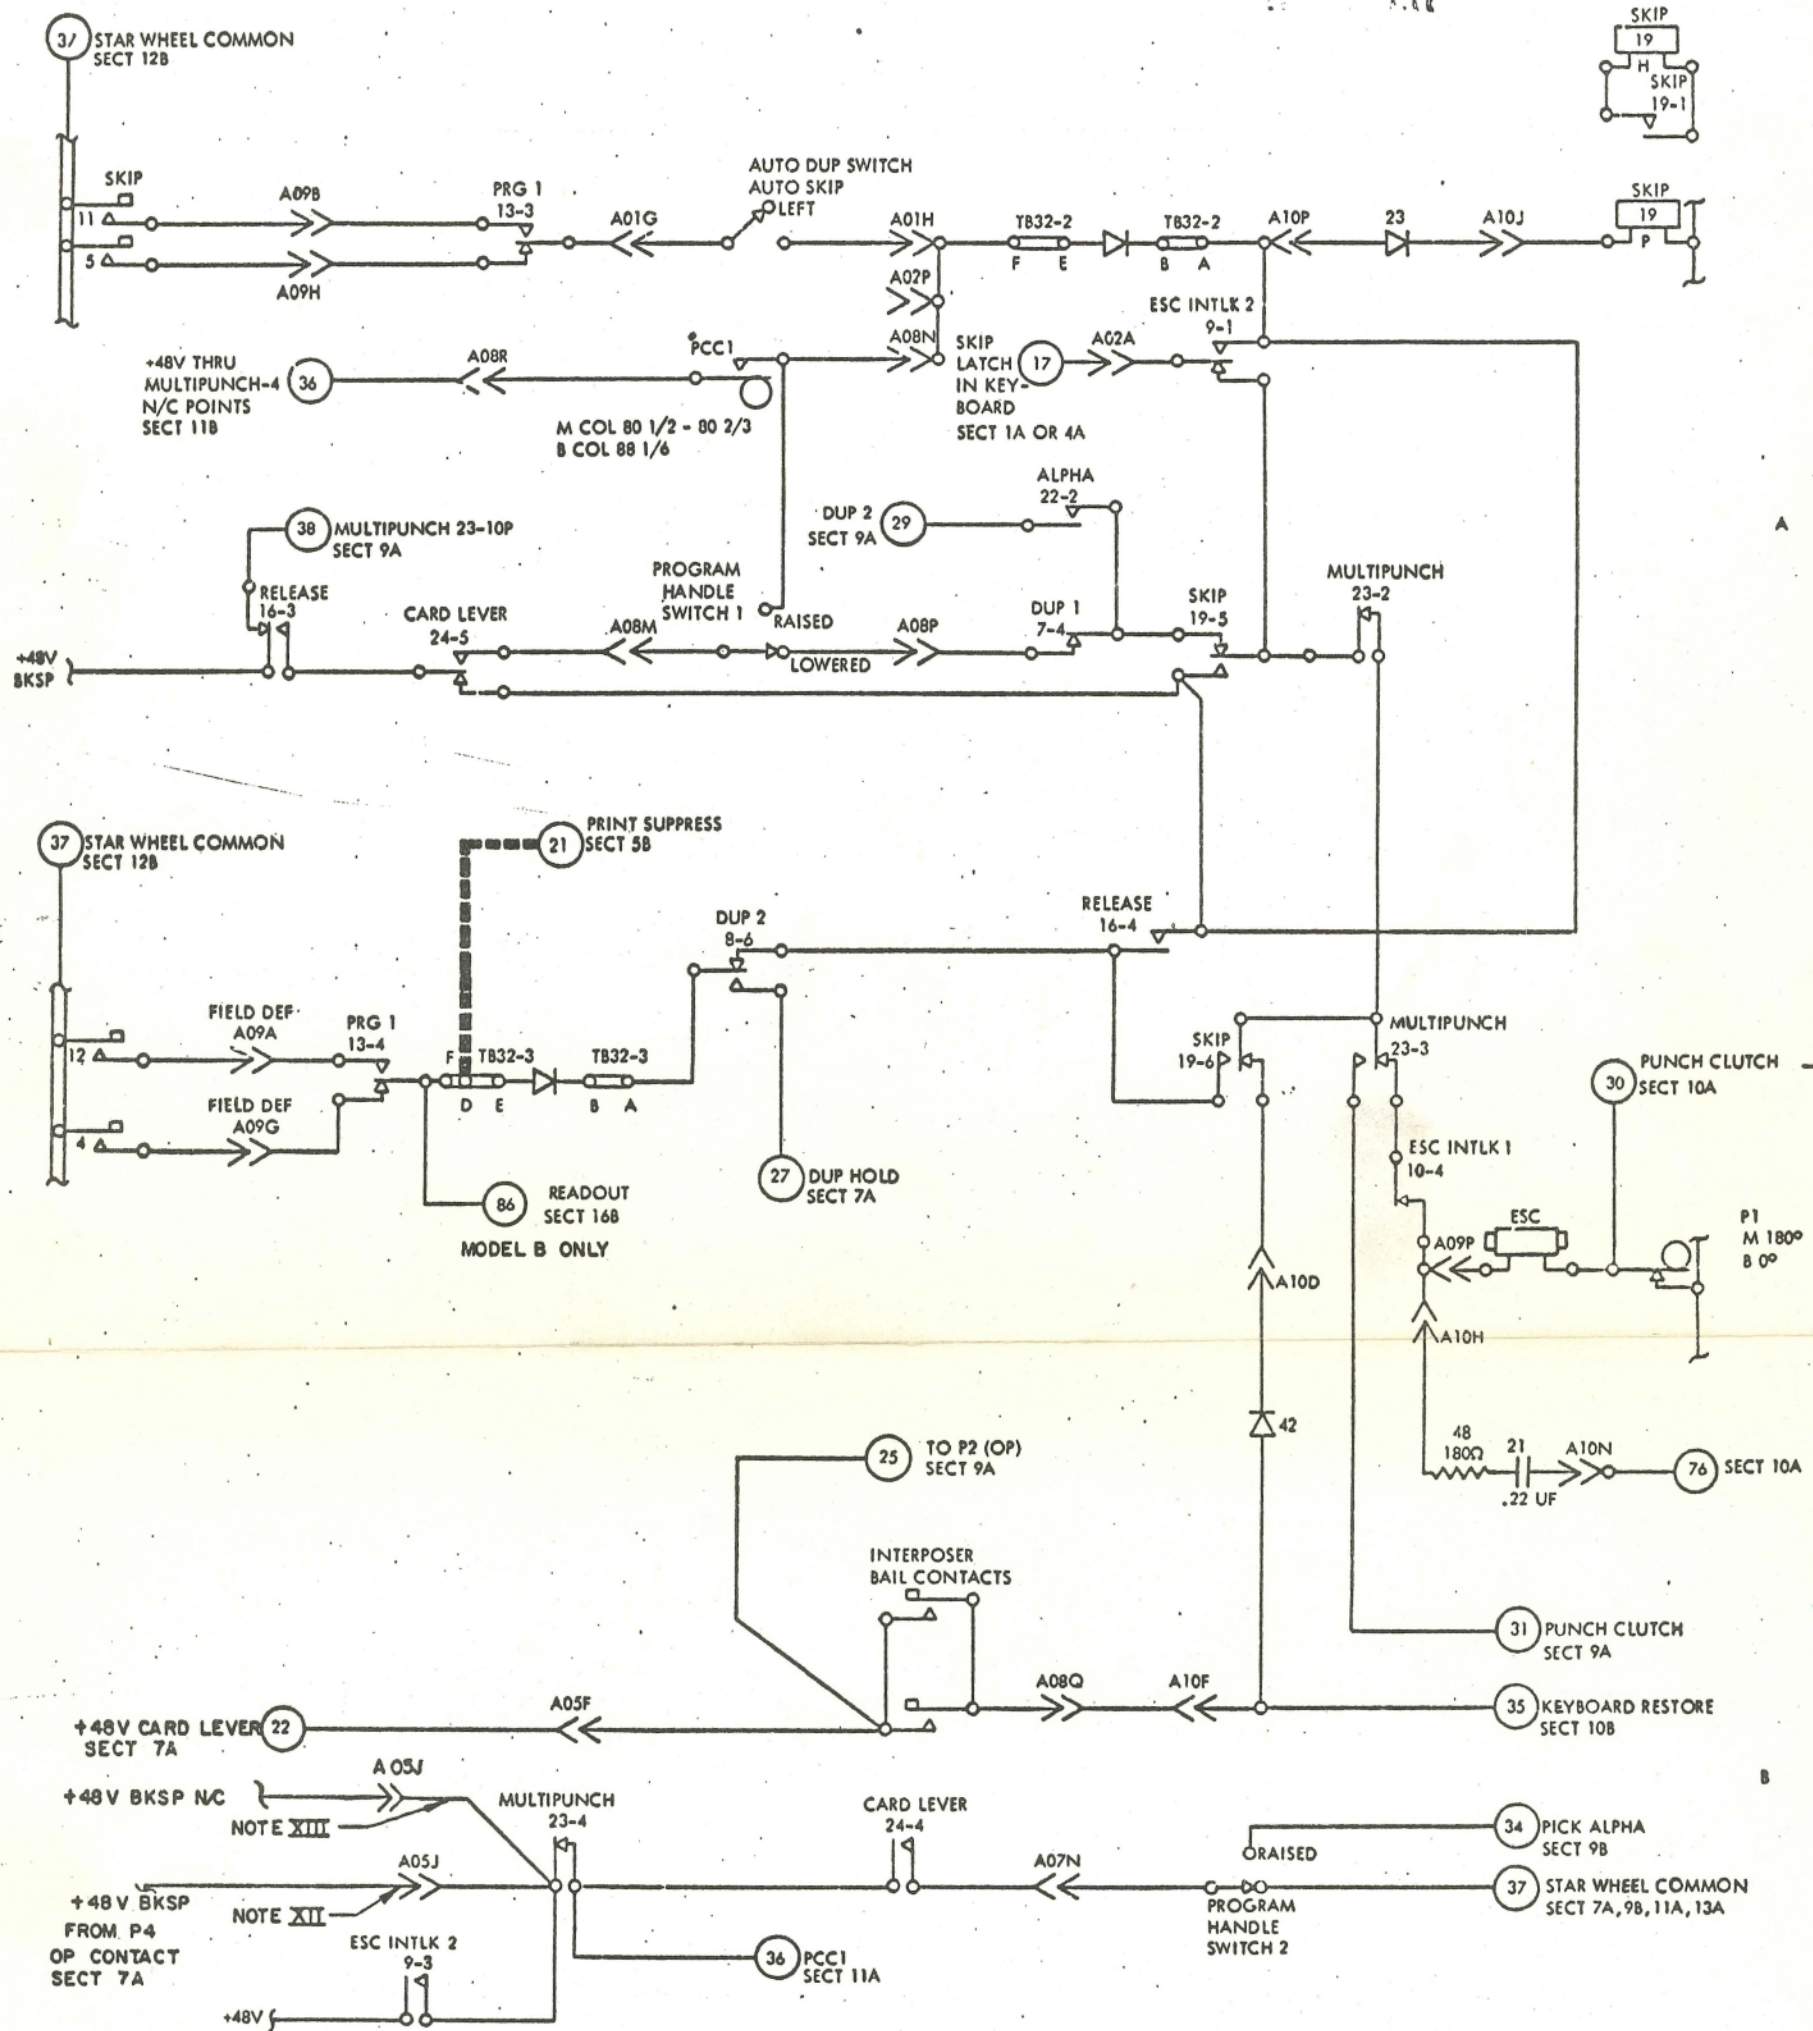 SKIP
19
H
SKIP
19-1
37 STAR WHEEL COMMON
SECT 12B
SKIP
11
A09B
PRG 1
13-3
A01G
AUTO DUP SWITCH
AUTO SKIP
LEFT
A01H
TB32-2
TB32-2
A10P
23
A10J
SKIP
19
P
5
A09H
F E
B A
A02P
ESC INTLK 2
9-1
+48V THRU
MULTIPUNCH-4
N/C POINTS
SECT 11B
36
A08R
PCC1
A08N
SKIP
LATCH
IN KEY-
BOARD
SECT 1A OR 4A
17
A02A
M COL 80 1/2 - 80 2/3
B COL 88 1/6
ALPHA
22-2
DUP 2
SECT 9A
29
A
38 MULTIPUNCH 23-10P
SECT 9A
RELEASE
16-3
CARD LEVER
24-5
PROGRAM
HANDLE
SWITCH 1
RAISED
A08M
LOWERED
A08P
DUP 1
7-4
SKIP
19-5
MULTIPUNCH
23-2
+48V
BKSP
37 STAR WHEEL COMMON
SECT 12B
21 PRINT SUPPRESS
SECT 5B
DUP 2
8-6
RELEASE
16-4
FIELD DEF
A09A
12
PRG 1
13-4
F TB32-3
TB32-3
D E
B A
FIELD DEF
A09G
4
86 READOUT
SECT 16B
MODEL B ONLY
27 DUP HOLD
SECT 7A
SKIP
19-6
MULTIPUNCH
23-3
30 PUNCH CLUTCH
SECT 10A
ESC INTLK 1
10-4
A09P
ESC
P1
M 180°
B 0°
A10D
A10H
42
25 TO P2 (OP)
SECT 9A
48
180Ω
21
.22 UF
A10N
76 SECT 10A
INTERPOSER
BAIL CONTACTS
31 PUNCH CLUTCH
SECT 9A
+48V CARD LEVER
SECT 7A
22
A05F
A08Q
A10F
35 KEYBOARD RESTORE
SECT 10B
B
+48V BKSP N/C
A05J
NOTE XIII
MULTIPUNCH
23-4
CARD LEVER
24-4
34 PICK ALPHA
SECT 9B
RAISED
+48V BKSP
FROM P4
OP CONTACT
SECT 7A
A05J
NOTE XII
A07N
PROGRAM
HANDLE
SWITCH 2
37 STAR WHEEL COMMON
SECT 7A, 9B, 11A, 13A
ESC INTLK 2
9-3
36 PCC1
SECT 11A
+48V